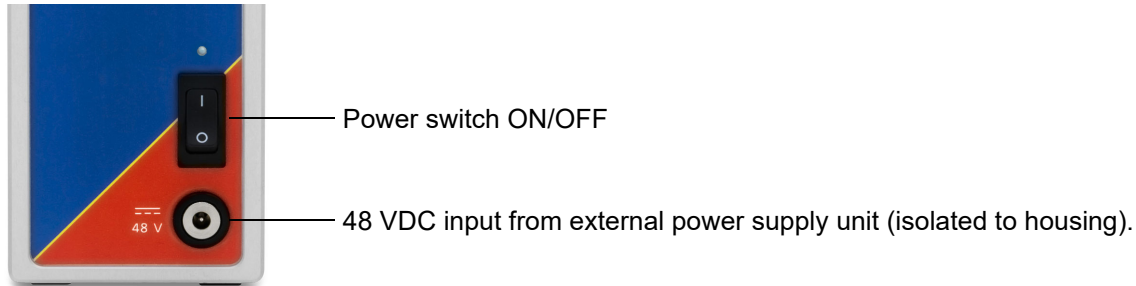 I
Power switch ON/OFF
O
48 V
48 VDC input from external power supply unit (isolated to housing).